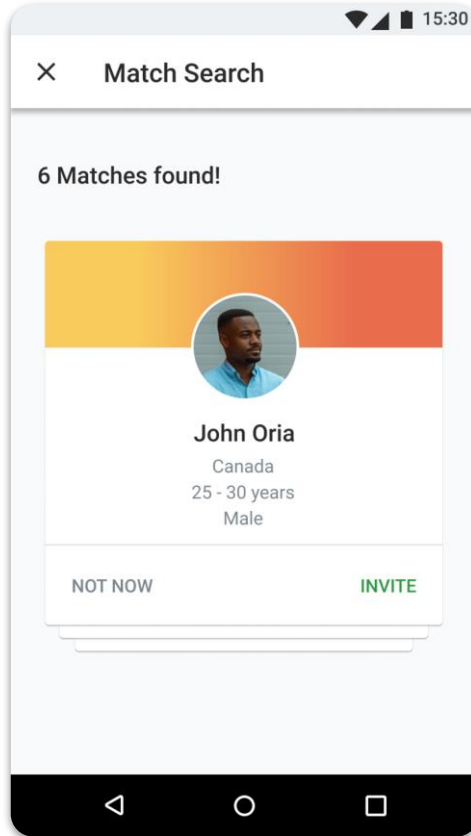 15:30
Match Search
6 Matches found!
John Oria
Canada
25 - 30 years
Male
NOT NOW
INVITE